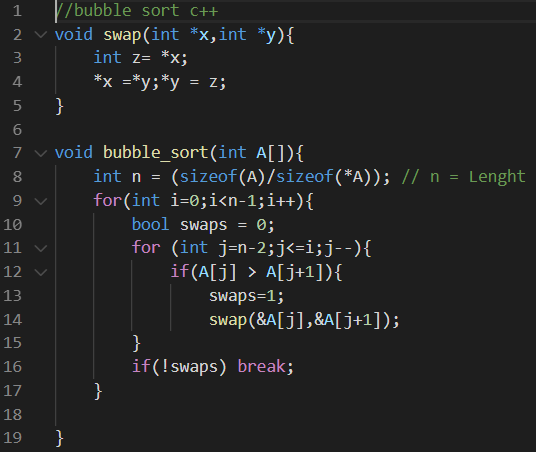 1 //bubble sort c++
2 void swap(int *x,int *y){
3 int z= *x;
4 *x =*y;*y = z;
5 }
6
7 void bubble_sort(int A[]){
8 int n = (sizeof(A)/sizeof(*A)); // n = Lenght
9 for(int i=0;i<n-1;i++){
10 bool swaps = 0;
11 for (int j=n-2;j<=i;j--){
12 if(A[j] > A[j+1]){
13 swaps=1;
14 swap(&A[j],&A[j+1]);
15 }
16 if(!swaps) break;
17 }
18
19 }